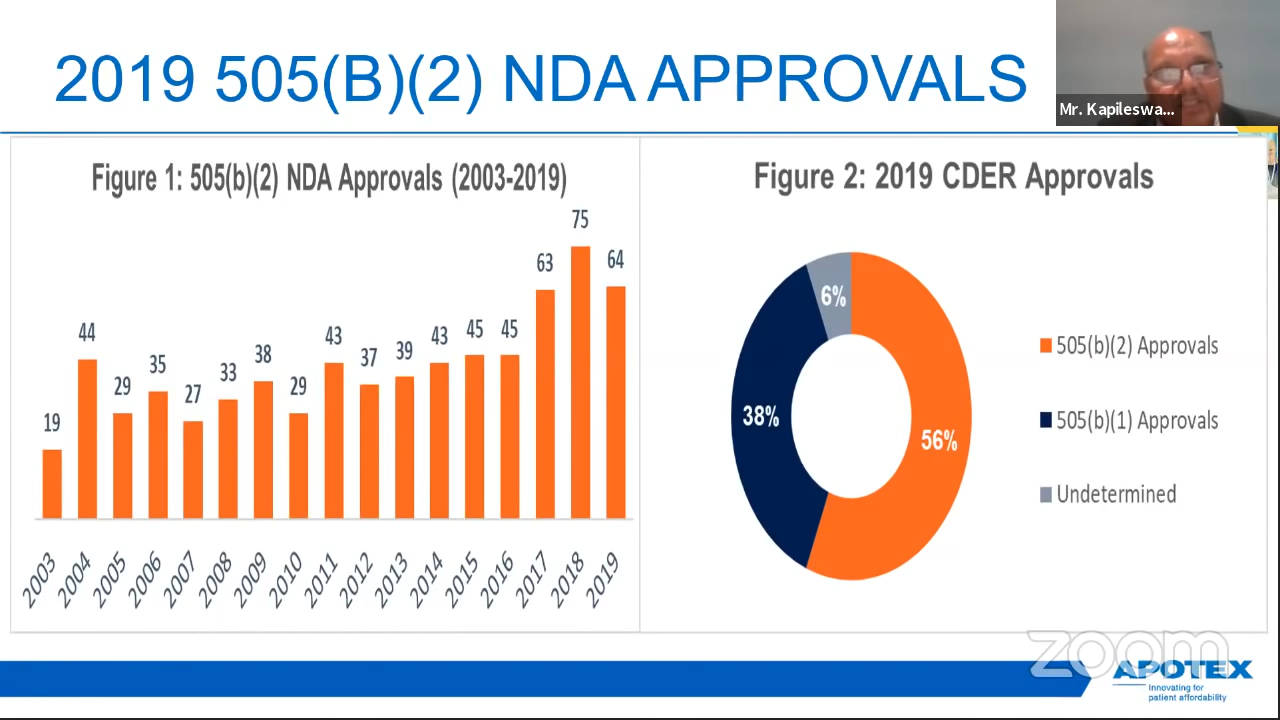 2019 505(B)(2) NDA APPROVALS
Mr. Kapileswa...
Figure 1: 505(b)(2) NDA Approvals (2003-2019)
75
63
64
44
43
43
45
45
38
39
37
35
33
29
29
27
19
2003 2004 2005 2006 2007 2008 2009 2010 2011 2012 2013 2014 2015 2016 2017 2018 2019
Figure 2: 2019 CDER Approvals
6%
38%
56%
505(b)(2) Approvals
505(b)(1) Approvals
Undetermined
zoom
APOTEX
Innovating for
patient affordability